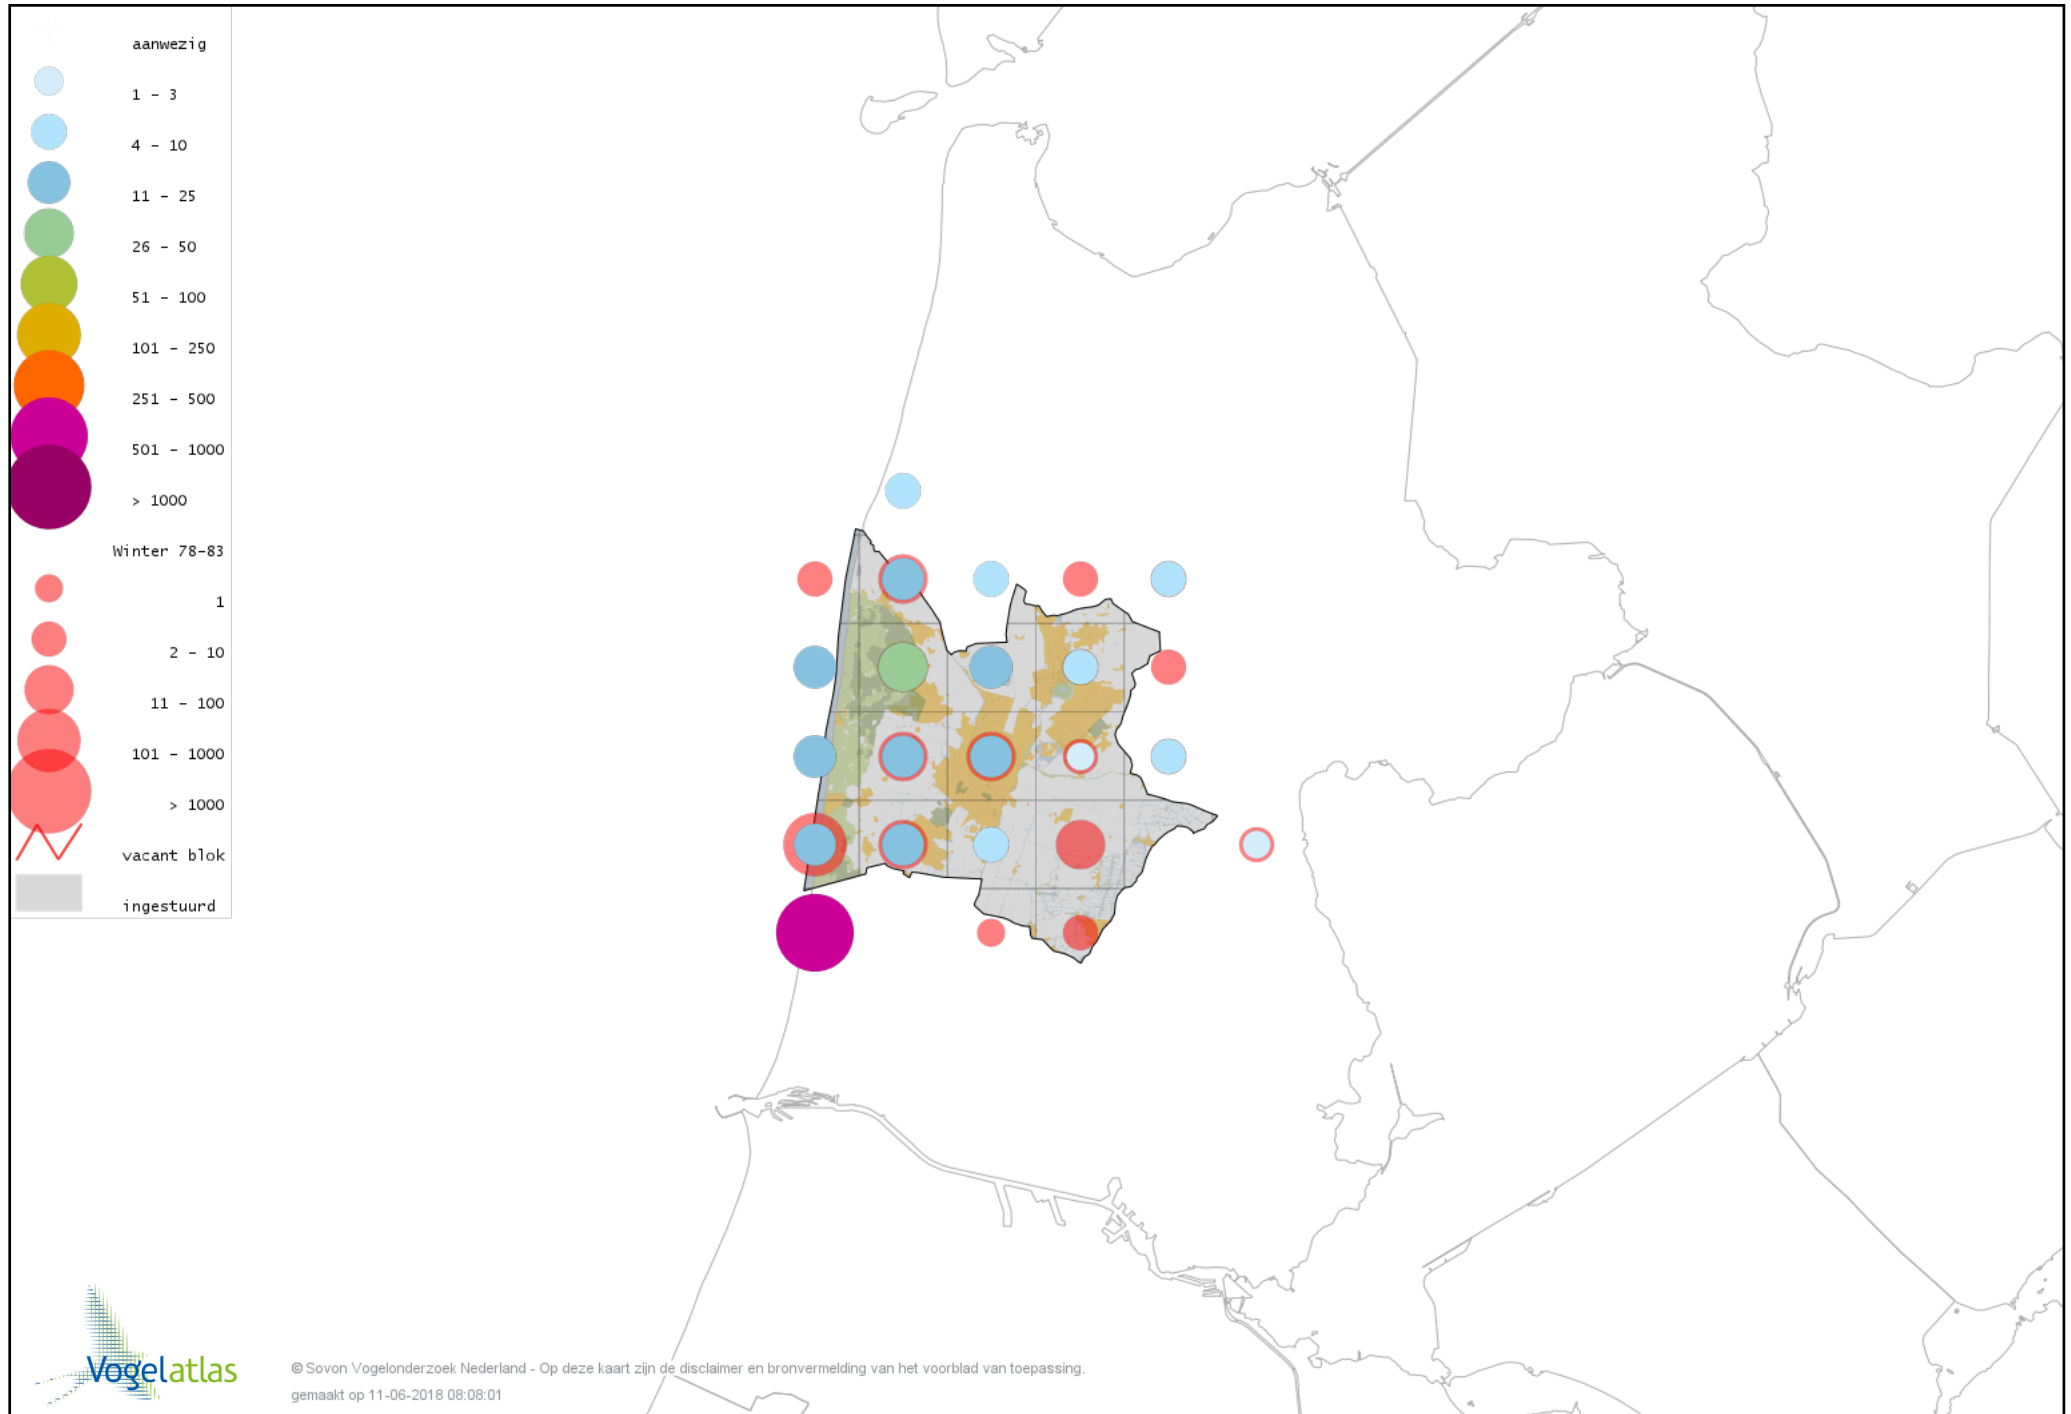 aanwezig
1 - 3
4 - 10
11 - 25
26 - 50
51 - 100
101 - 250
251 - 500
501 - 1000
> 1000
Winter 78-83
1
2 - 10
11 - 100
101 - 1000
> 1000
vacant blok
ingestuurd
Vogelatlas
© Sovon Vogelonderzoek Nederland - Op deze kaart zijn de disclaimer en bronvermelding van het voorblad van toepassing.
gemaakt op 11-06-2018 08:08:01